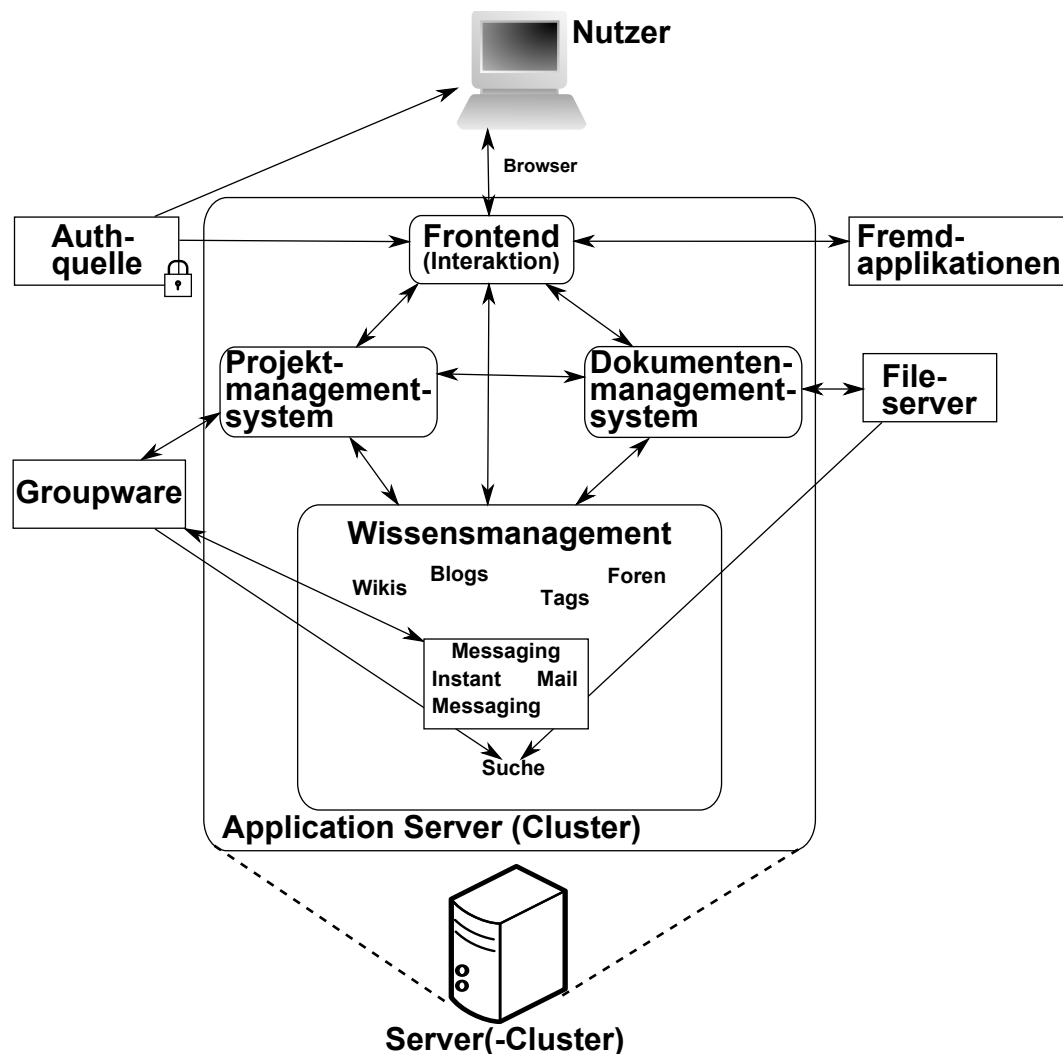 Nutzer
Browser
Auth-
quelle
Frontend
(Interaktion)
Fremd-
applikationen
Projekt-
management-
system
Dokumenten-
management-
system
File-
server
Groupware
Wissensmanagement
Wikis
Blogs
Tags
Foren
Messaging
Instant Mail
Messaging
Suche
Application Server (Cluster)
Server(-Cluster)